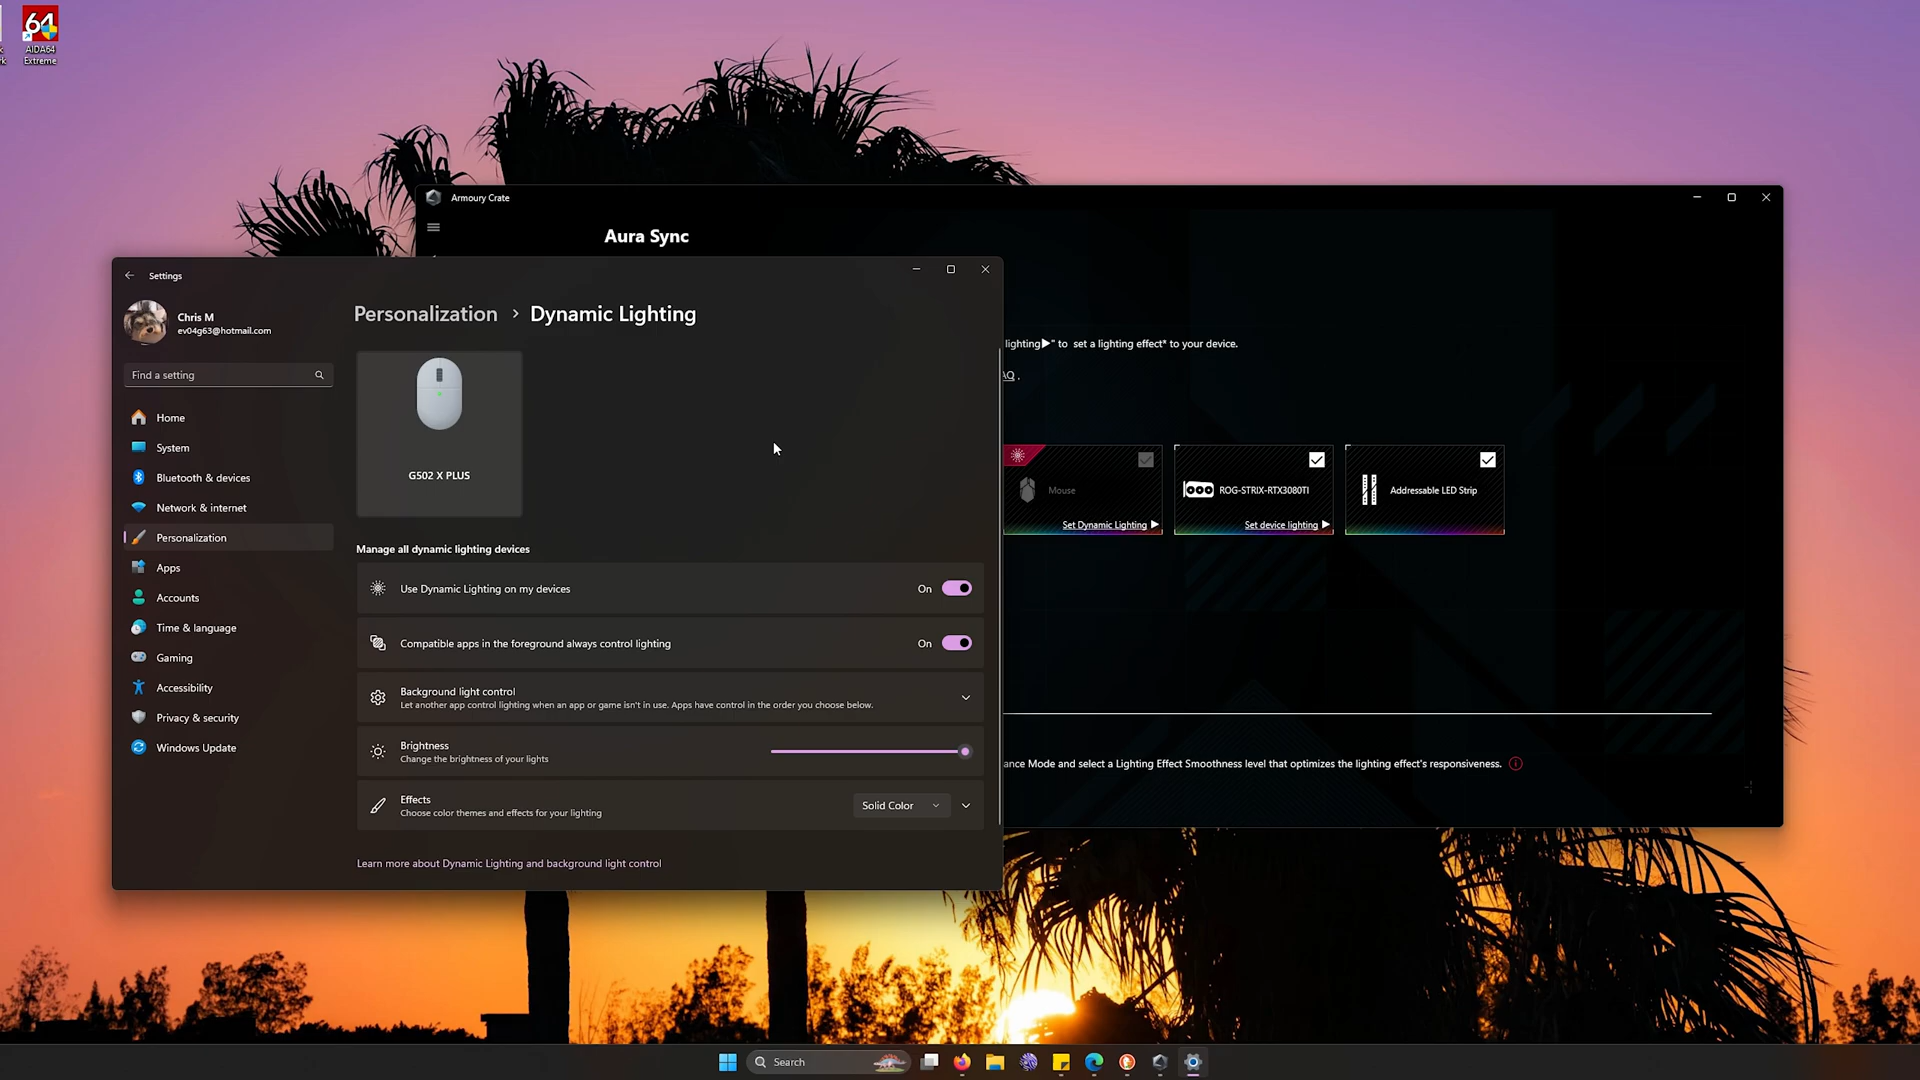 64
AIDA64
Extreme
Armoury Crate
Aura Sync
Settings
Chris M
ev04g63@hotmail.com
Find a setting
Home
System
Bluetooth & devices
Network & internet
Personalization
Apps
Accounts
Time & language
Gaming
Accessibility
Privacy & security
Windows Update
Personalization > Dynamic Lighting
G502 X PLUS
Manage all dynamic lighting devices
Use Dynamic Lighting on my devices
On
Compatible apps in the foreground always control lighting
On
Background light control
Let another app control lighting when an app or game isn't in use. Apps have control in the order you choose below.
Brightness
Change the brightness of your lights
Effects
Choose color themes and effects for your lighting
Solid Color
Learn more about Dynamic Lighting and background light control
lighting▶" to set a lighting effect* to your device.
AQ .
Mouse
Set Dynamic Lighting ▶
ROG-STRIX-RTX3080TI
Set device lighting ▶
Addressable LED Strip
ance Mode and select a Lighting Effect Smoothness level that optimizes the lighting effect's responsiveness.
Search